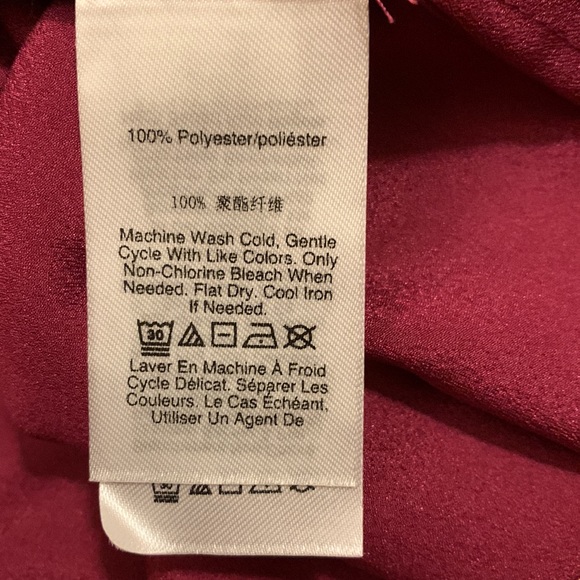 100% Polyester/poliéster
100% 聚酯纤维
Machine Wash Cold, Gentle
Cycle With Like Colors. Only
Non-Chlorine Bleach When
Needed. Flat Dry. Cool Iron
If Needed.
30
Laver En Machine À Froid
Cycle Délicat. Séparer Les
Couleurs. Le Cas Échéant,
Utiliser Un Agent De
30